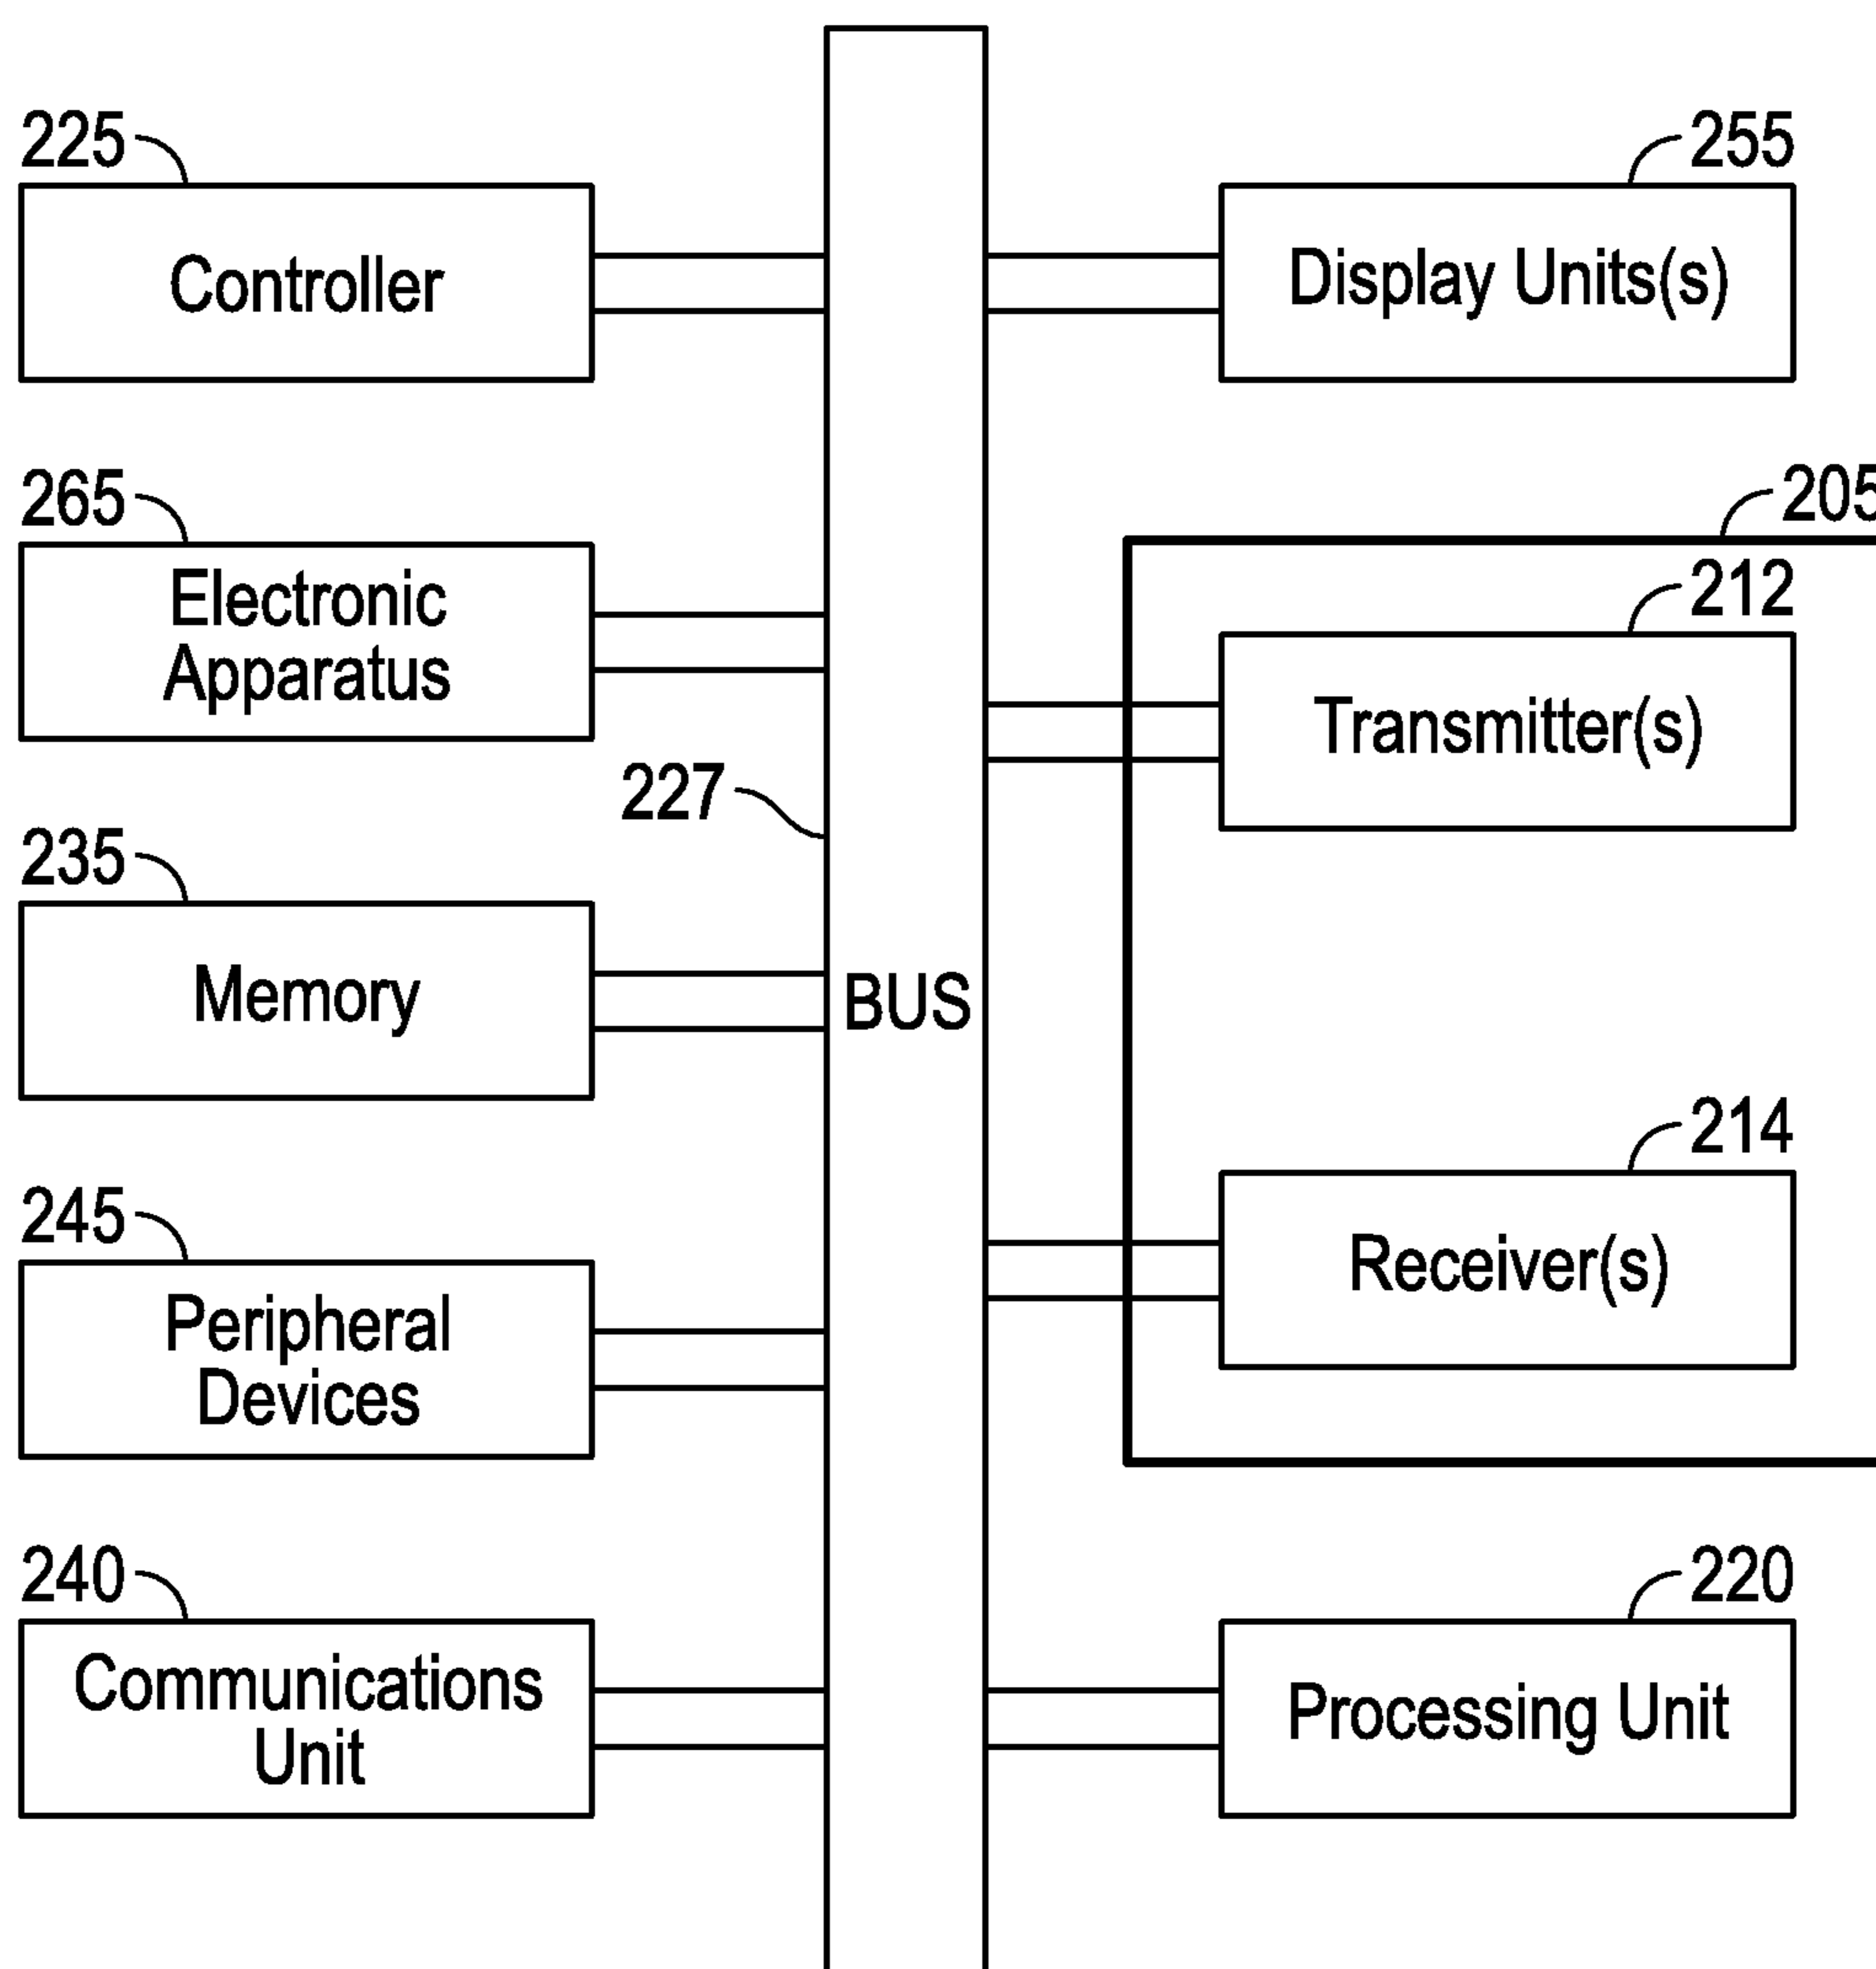 225
Controller
265
Electronic
Apparatus
235
Memory
245
Peripheral
Devices
240
Communications
Unit
227
BUS
255
Display Units(s)
205
212
Transmitter(s)
214
Receiver(s)
220
Processing Unit